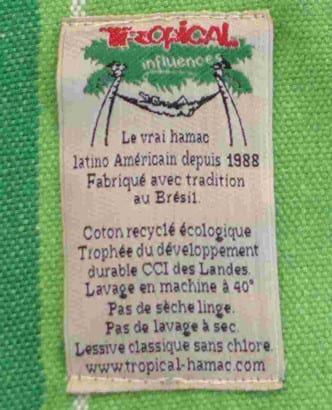 TROPICAL
influences
Le vrai hamac
latino Américain depuis 1988
Fabriqué avec tradition
au Brésil.
Coton recyclé écologique
Trophée du développement
durable CCI des Landes.
Lavage en machine à 40°
Pas de sèche linge.
Pas de lavage à sec.
Lessive classique sans chlore.
www.tropical-hamac.com